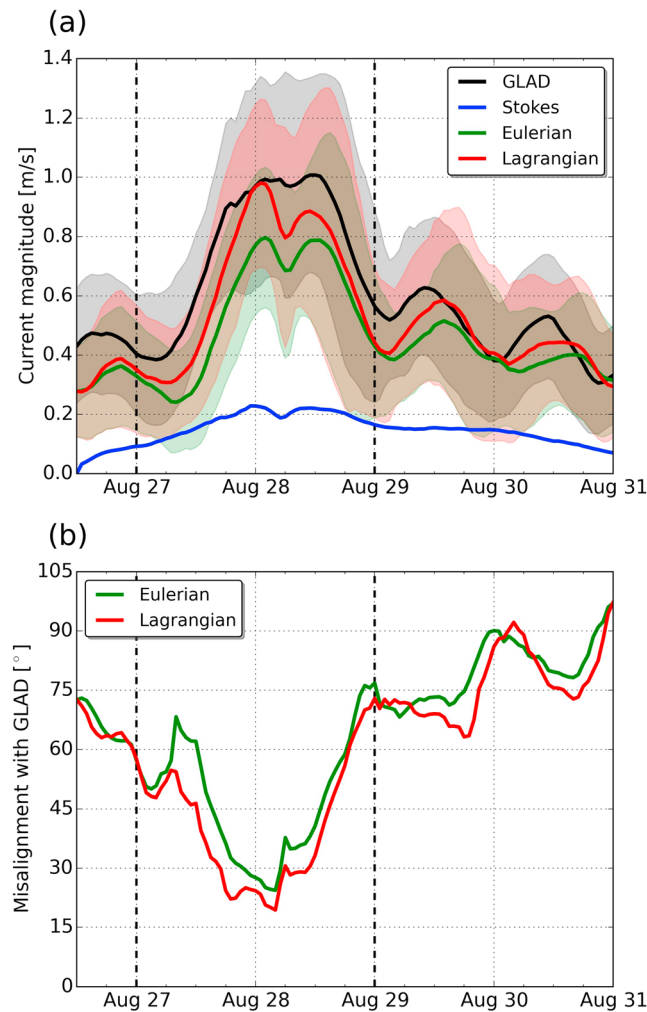 (a)
Current magnitude [m/s]
1.4
1.2
1.0
0.8
0.6
0.4
0.2
0.0
GLAD
Stokes
Eulerian
Lagrangian
Aug 27
Aug 28
Aug 29
Aug 30
Aug 31
(b)
Misalignment with GLAD [°]
105
90
75
60
45
30
15
0
Eulerian
Lagrangian
Aug 27
Aug 28
Aug 29
Aug 30
Aug 31